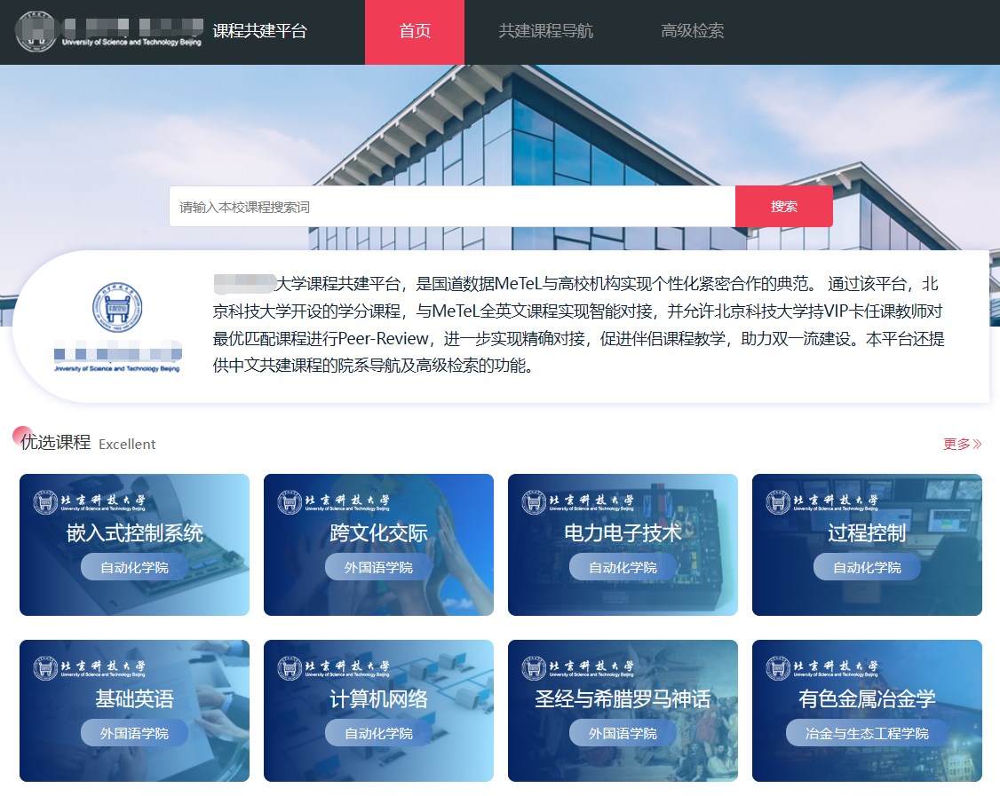 University of Science and Technology Beijing
课程共建平台
首页
共建课程导航
高级检索
请输入本校课程搜索词
搜索
北京科技大学
University of Science and Technology Beijing
大学课程共建平台，是国道数据MeTeL与高校机构实现个性化紧密合作的典范。 通过该平台，北
京科技大学开设的学分课程，与MeTeL全英文课程实现智能对接，并允许北京科技大学持VIP卡任课教师对
最优匹配课程进行Peer-Review，进一步实现精确对接，促进伴侣课程教学，助力双一流建设。本平台还提
供中文共建课程的院系导航及高级检索的功能。
优选课程 Excellent
更多
北京科技大学
University of Science and Technology Beijing
嵌入式控制系统
自动化学院
北京科技大学
University of Science and Technology Beijing
跨文化交际
外国语学院
北京科技大学
University of Science and Technology Beijing
电力电子技术
自动化学院
北京科技大学
University of Science and Technology Beijing
过程控制
自动化学院
北京科技大学
University of Science and Technology Beijing
基础英语
外国语学院
北京科技大学
University of Science and Technology Beijing
计算机网络
自动化学院
北京科技大学
University of Science and Technology Beijing
圣经与希腊罗马神话
外国语学院
北京科技大学
University of Science and Technology Beijing
有色金属冶金学
冶金与生态工程学院